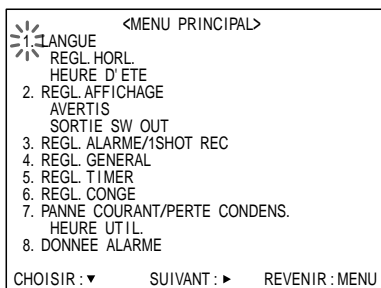 <MENU PRINCIPAL>
1. LANGUE
REGL. HORL.
HEURE D' ETE
2. REGL. AFFICHAGE
AVERTIS
SORTIE SW OUT
3. REGL. ALARME/1SHOT REC
4. REGL. GENERAL
5. REGL. TIMER
6. REGL. CONGE
7. PANNE COURANT/PERTE CONDENS.
HEURE UTIL.
8. DONNEE ALARME
CHOISIR : ▼ SUIVANT : ► REVENIR : MENU